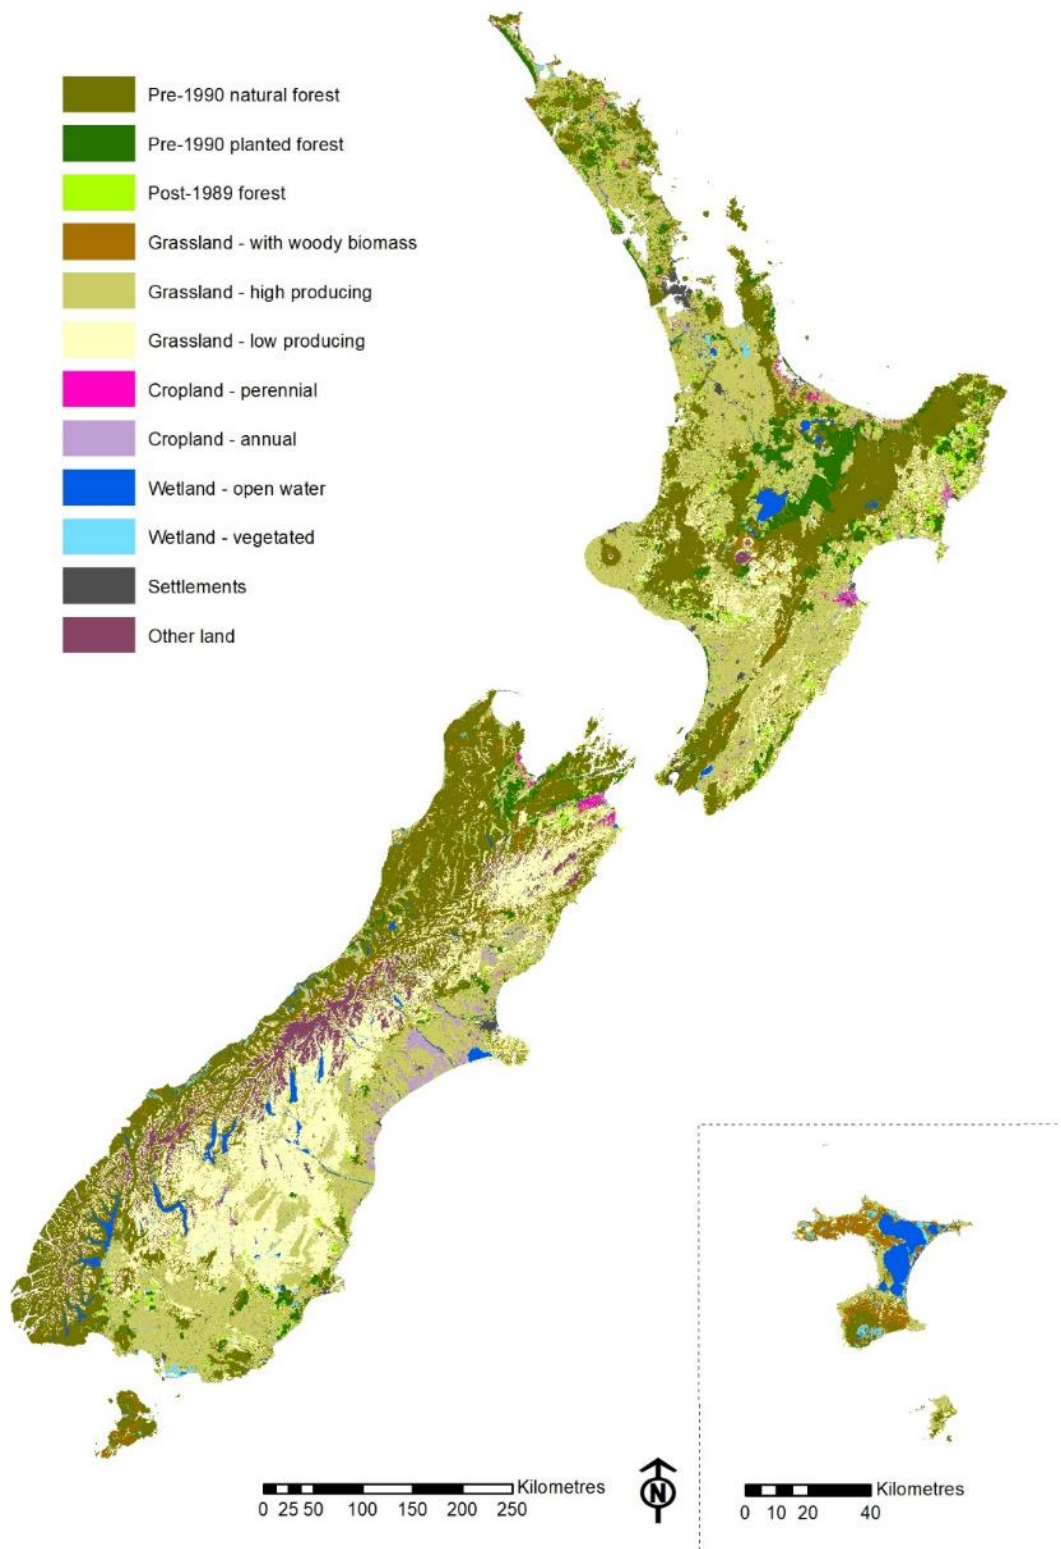 Pre-1990 natural forest
Pre-1990 planted forest
Post-1989 forest
Grassland - with woody biomass
Grassland - high producing
Grassland - low producing
Cropland - perennial
Cropland - annual
Wetland - open water
Wetland - vegetated
Settlements
Other land
Kilometres
0 25 50 100 150 200 250
N
Kilometres
0 10 20 40